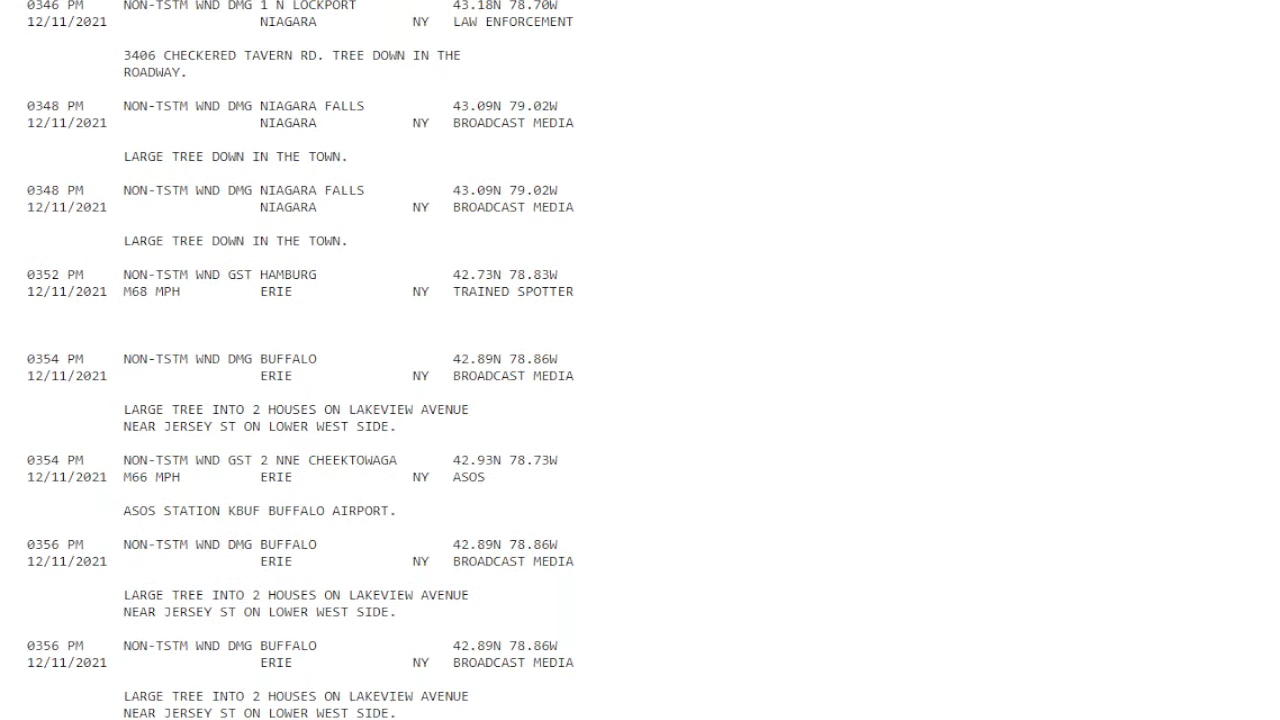 0346 PM     NON-TSTM WND DMG 1 N LOCKPORT            43.18N 78.70W
12/11/2021                   NIAGARA            NY   LAW ENFORCEMENT
            3406 CHECKERED TAVERN RD. TREE DOWN IN THE
            ROADWAY.
0348 PM     NON-TSTM WND DMG NIAGARA FALLS           43.09N 79.02W
12/11/2021                   NIAGARA            NY   BROADCAST MEDIA
            LARGE TREE DOWN IN THE TOWN.
0348 PM     NON-TSTM WND DMG NIAGARA FALLS           43.09N 79.02W
12/11/2021                   NIAGARA            NY   BROADCAST MEDIA
            LARGE TREE DOWN IN THE TOWN.
0352 PM     NON-TSTM WND GST HAMBURG                 42.73N 78.83W
12/11/2021  M68 MPH          ERIE               NY   TRAINED SPOTTER
0354 PM     NON-TSTM WND DMG BUFFALO                 42.89N 78.86W
12/11/2021                   ERIE               NY   BROADCAST MEDIA
            LARGE TREE INTO 2 HOUSES ON LAKEVIEW AVENUE
            NEAR JERSEY ST ON LOWER WEST SIDE.
0354 PM     NON-TSTM WND GST 2 NNE CHEEKTOWAGA       42.93N 78.73W
12/11/2021  M66 MPH          ERIE               NY   ASOS
            ASOS STATION KBUF BUFFALO AIRPORT.
0356 PM     NON-TSTM WND DMG BUFFALO                 42.89N 78.86W
12/11/2021                   ERIE               NY   BROADCAST MEDIA
            LARGE TREE INTO 2 HOUSES ON LAKEVIEW AVENUE
            NEAR JERSEY ST ON LOWER WEST SIDE.
0356 PM     NON-TSTM WND DMG BUFFALO                 42.89N 78.86W
12/11/2021                   ERIE               NY   BROADCAST MEDIA
            LARGE TREE INTO 2 HOUSES ON LAKEVIEW AVENUE
            NEAR JERSEY ST ON LOWER WEST SIDE.